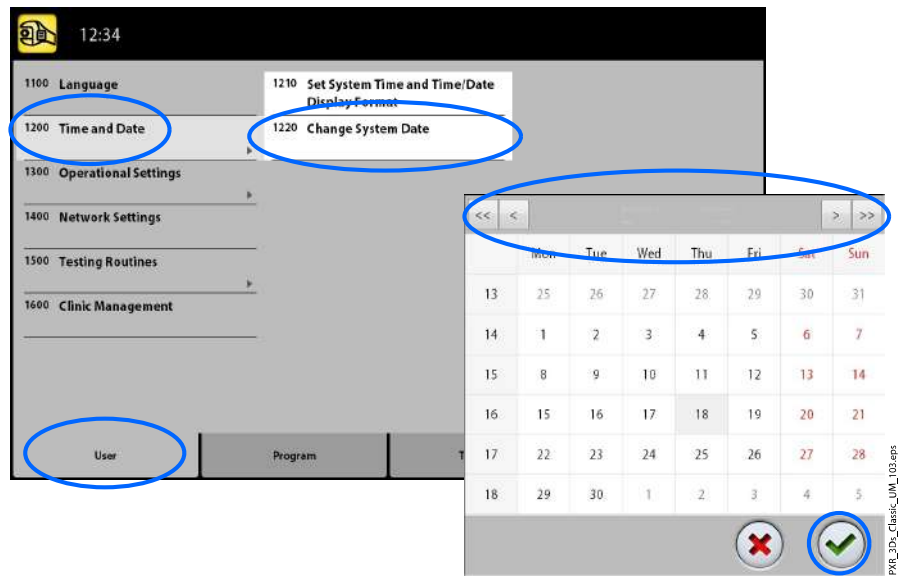 12:34
1100 Language
1200 Time and Date
1300 Operational Settings
1400 Network Settings
1500 Testing Routines
1600 Clinic Management
1210 Set System Time and Time/Date
Display Format
1220 Change System Date
User
Program
<< < > >>
Mon Tue Wed Thu Fri Sat Sun
13 25 26 27 28 29 30 31
14 1 2 3 4 5 6 7
15 8 9 10 11 12 13 14
16 15 16 17 18 19 20 21
17 22 23 24 25 26 27 28
18 29 30 1 2 3 4 5
PXR_3Ds_Classic_UM_103.eps